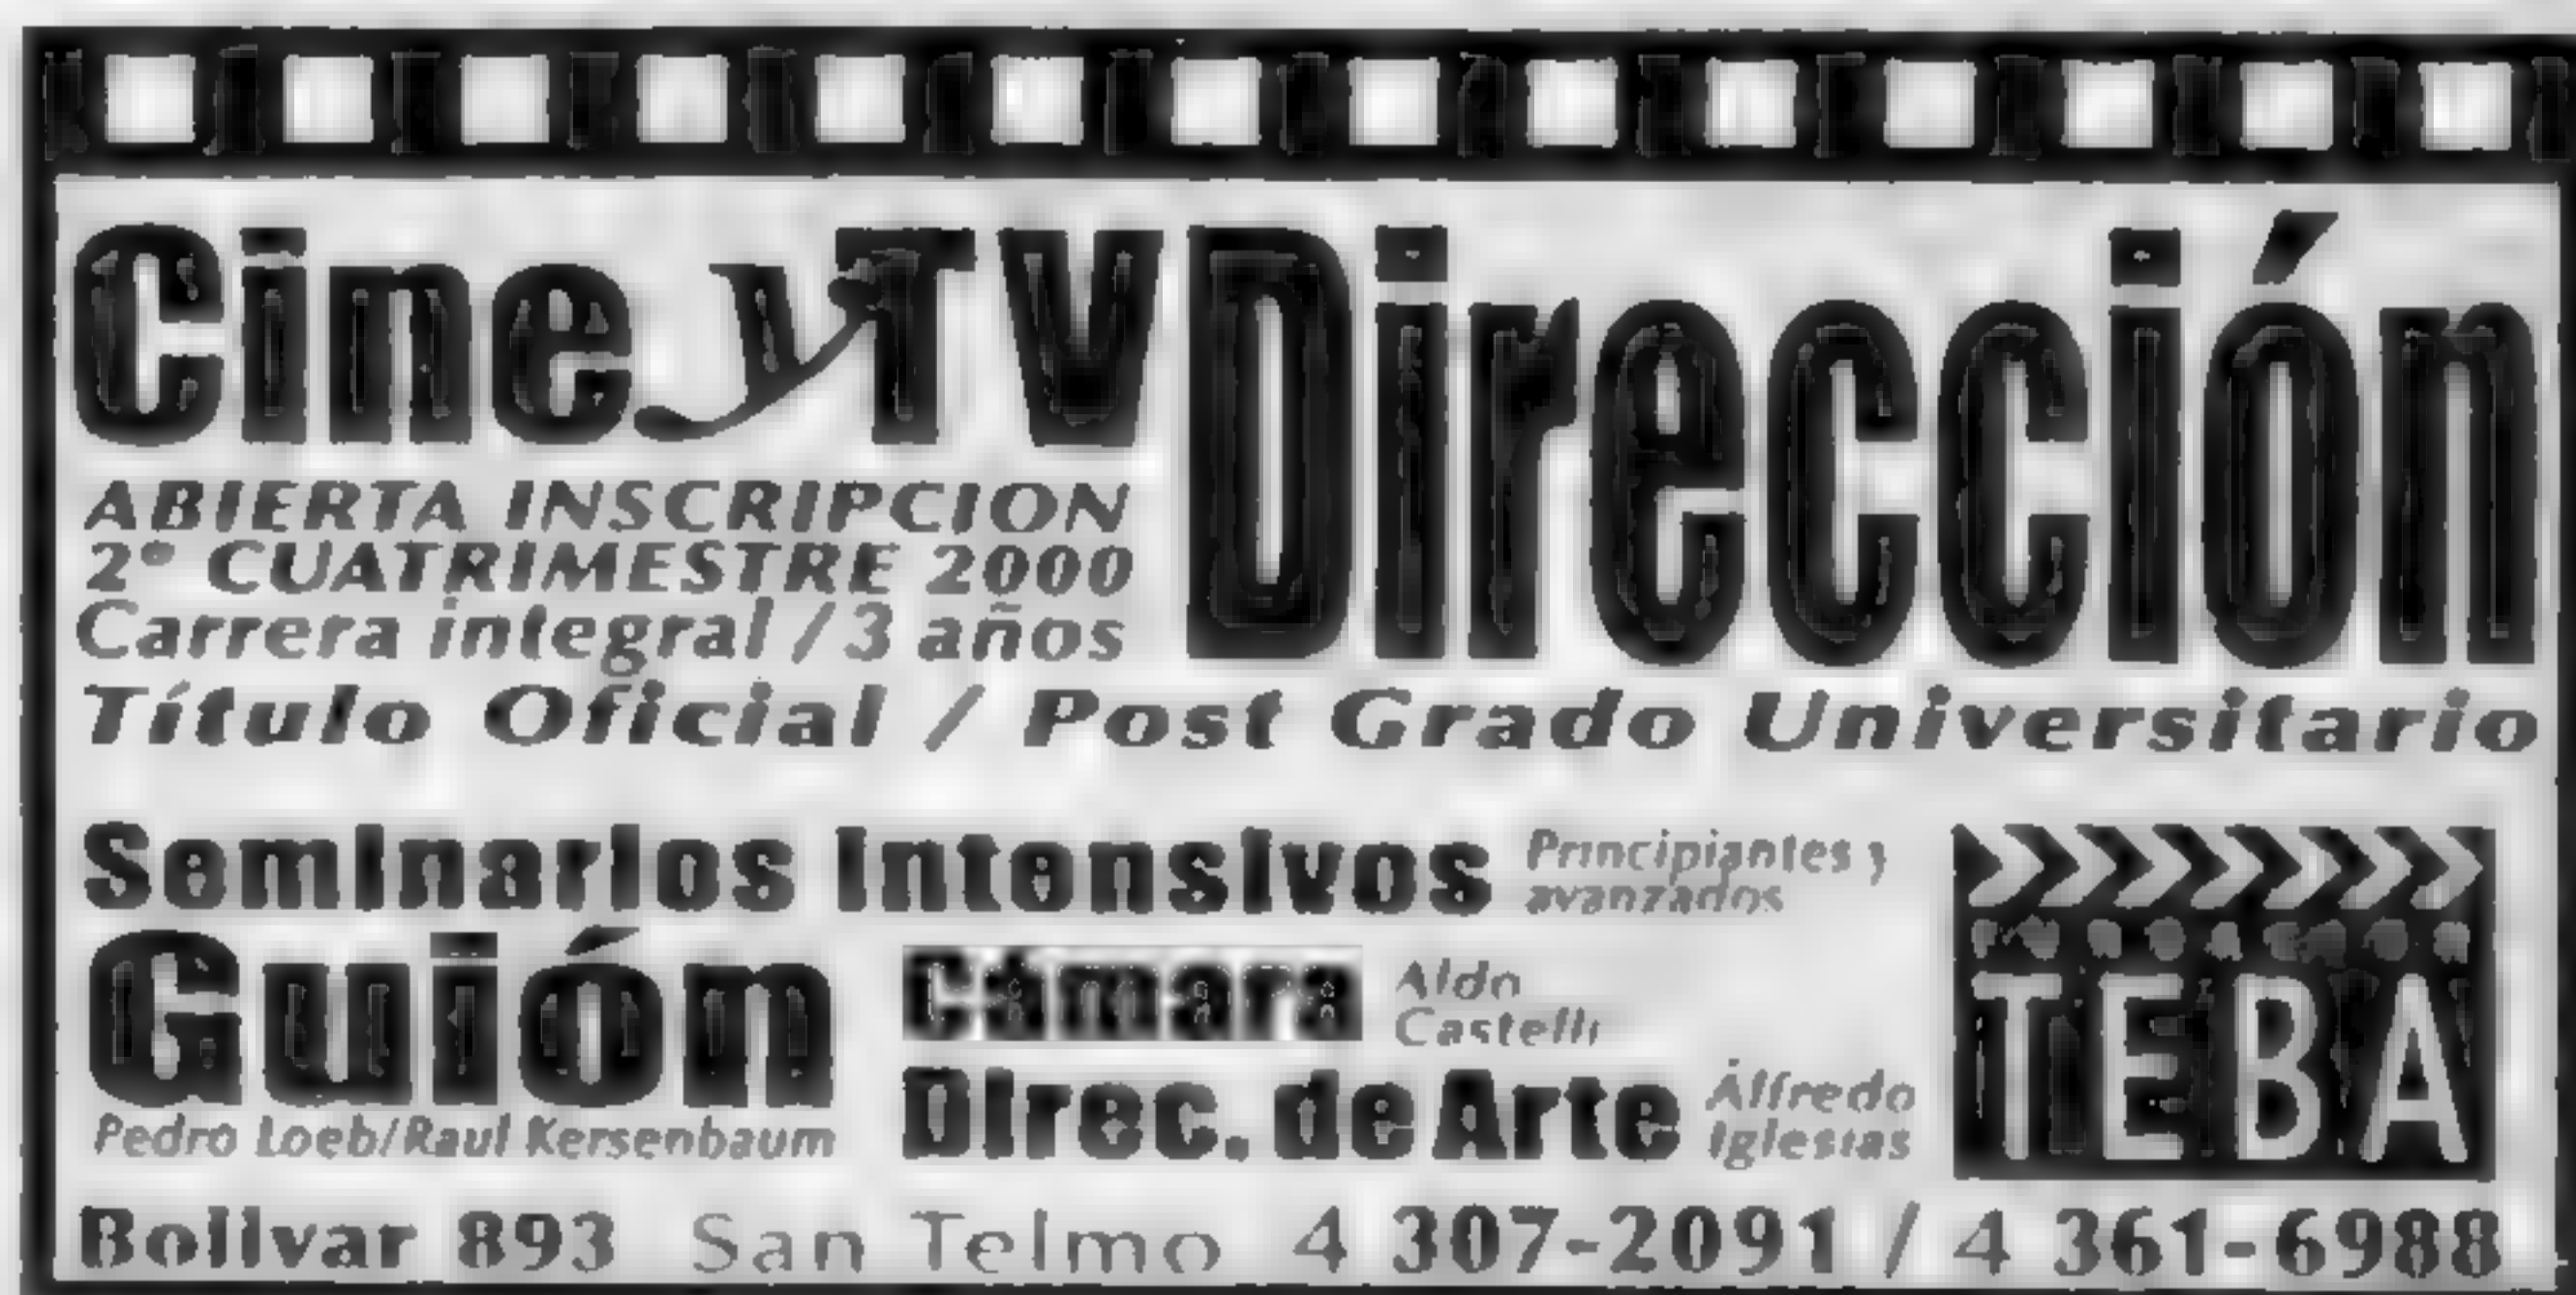 Cine y TV Dirección
ABIERTA INSCRIPCION
2º CUATRIMESTRE 2000
Carrera integral / 3 años
Título Oficial / Post Grado Universitario
Seminarios Intensivos
Principiantes y
avanzados
Guión
Pedro Loeb/Raul Kersenbaum
Cámara
Aldo
Castelli
Direc. de Arte
Alfredo
Iglesias
TEBA
Bolivar 893 San Telmo 4 307-2091 / 4 361-6988